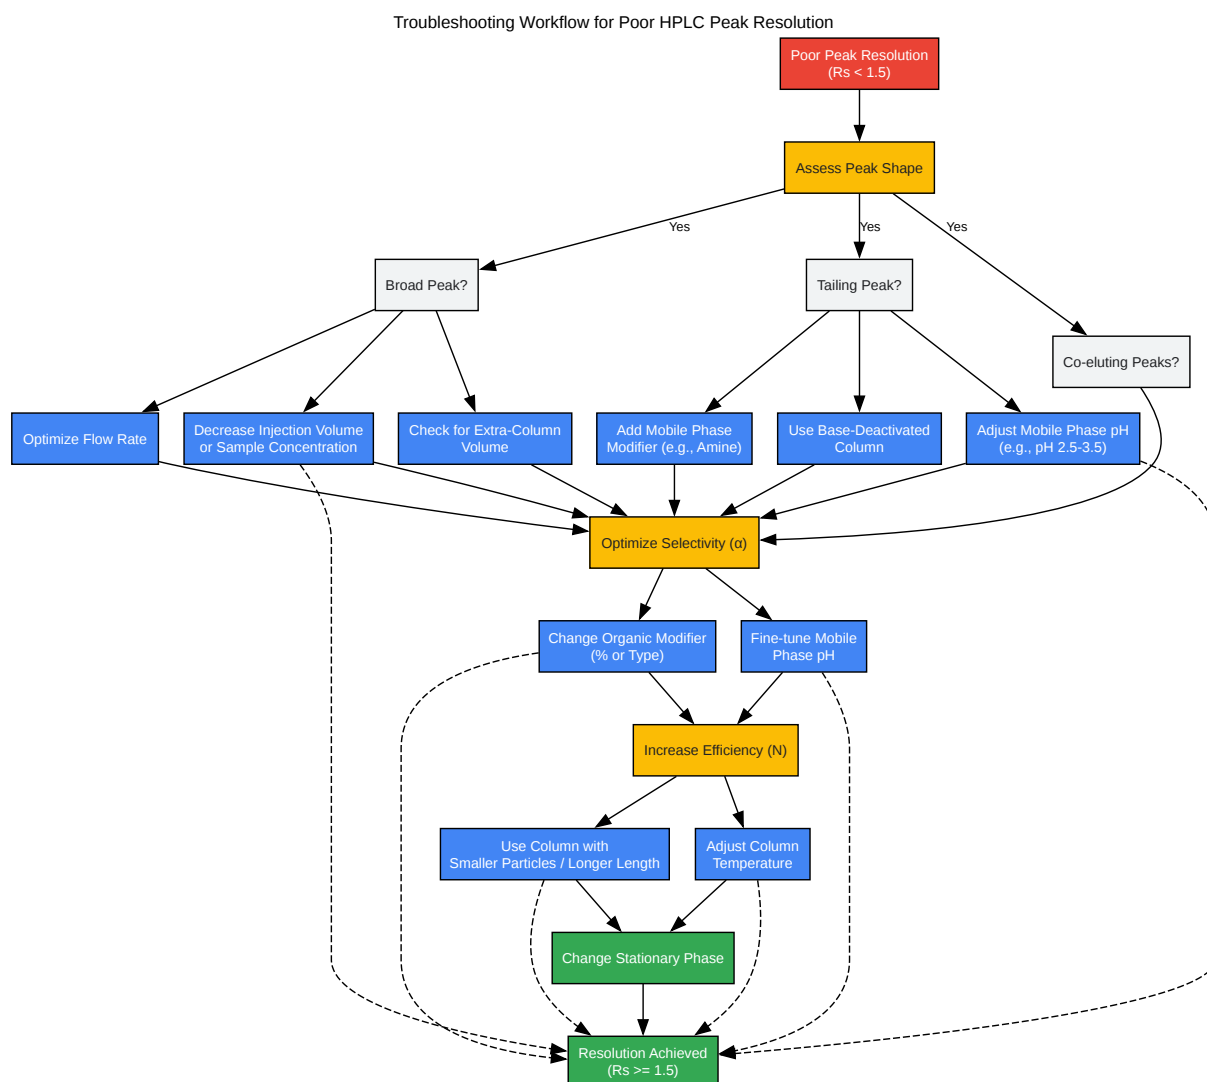 Troubleshooting Workflow for Poor HPLC Peak Resolution
Poor Peak Resolution
(Rs < 1.5)
Assess Peak Shape
Yes
Yes
Yes
Broad Peak?
Tailing Peak?
Co-eluting Peaks?
Optimize Flow Rate
Decrease Injection Volume
or Sample Concentration
Check for Extra-Column
Volume
Add Mobile Phase
Modifier (e.g., Amine)
Use Base-Deactivated
Column
Adjust Mobile Phase pH
(e.g., pH 2.5-3.5)
Optimize Selectivity (α)
Change Organic Modifier
(% or Type)
Fine-tune Mobile
Phase pH
Increase Efficiency (N)
Use Column with
Smaller Particles / Longer Length
Adjust Column
Temperature
Change Stationary Phase
Resolution Achieved
(Rs >= 1.5)